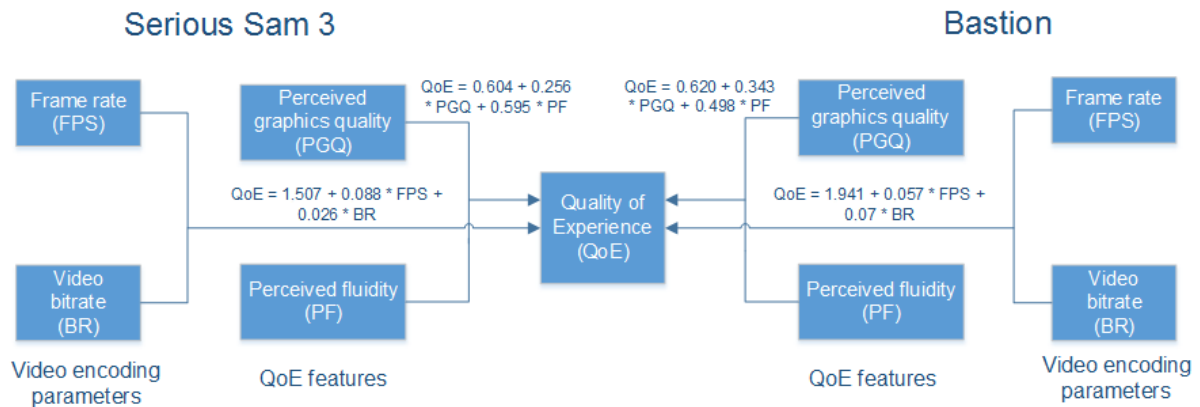 Serious Sam 3
Bastion
Frame rate
(FPS)
Perceived
graphics quality
(PGQ)
QoE = 0.604 + 0.256
* PGQ + 0.595 * PF
QoE = 1.507 + 0.088 * FPS +
0.026 * BR
Video
bitrate
(BR)
Perceived fluidity
(PF)
Video encoding
parameters
QoE features
Quality of
Experience
(QoE)
QoE = 0.620 + 0.343
* PGQ + 0.498 * PF
Perceived
graphics quality
(PGQ)
Frame rate
(FPS)
QoE = 1.941 + 0.057 * FPS +
0.07 * BR
Perceived fluidity
(PF)
Video
bitrate
(BR)
QoE features
Video encoding
parameters